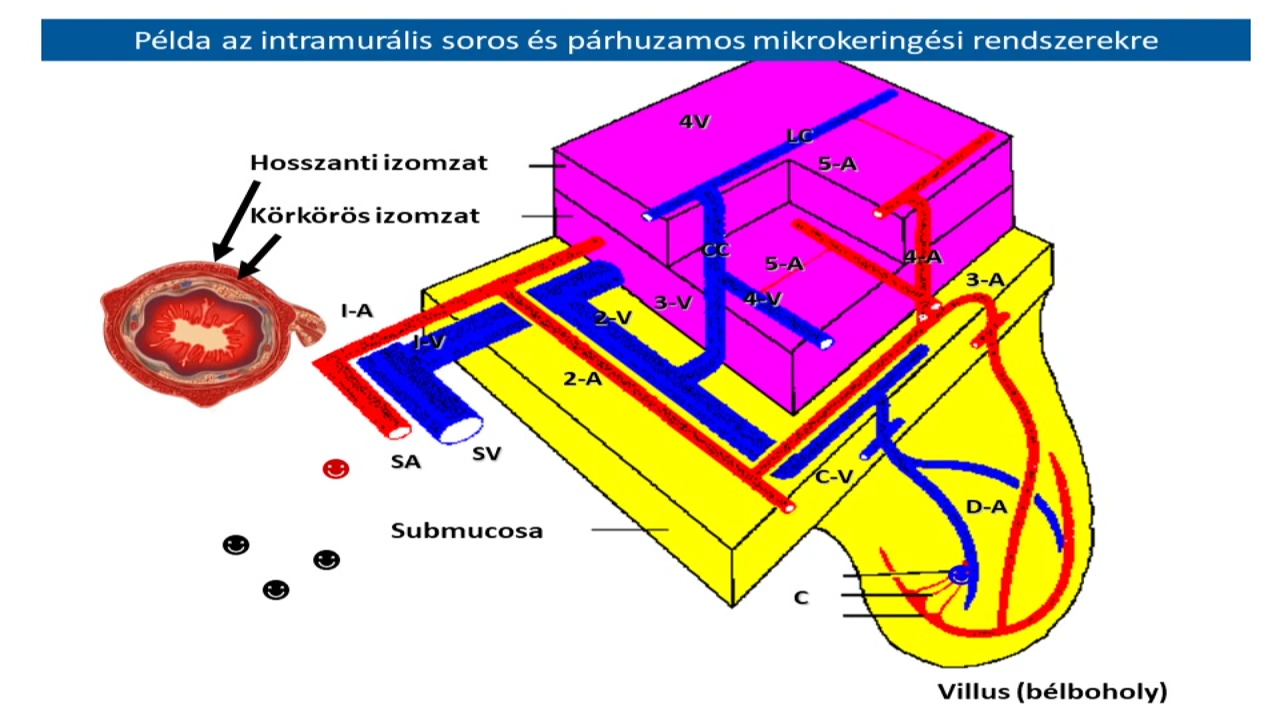 Példa az intramurális soros és párhuzamos mikrokeringési rendszerekre
4V
LC
5-A
Hosszanti izomzat
Körkörös izomzat
CC
5-A
4-A
3-A
3-V
4-V
I-A
2-V
I-V
2-A
SA
SV
C-V
D-A
Submucosa
C
Villus (bélboholy)